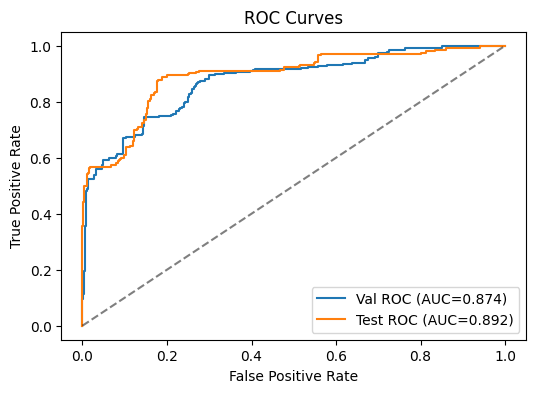 ROC Curves
True Positive Rate
1.0
0.8
0.6
0.4
0.2
0.0
Val ROC (AUC=0.874)
Test ROC (AUC=0.892)
0.0 0.2 0.4 0.6 0.8 1.0
False Positive Rate